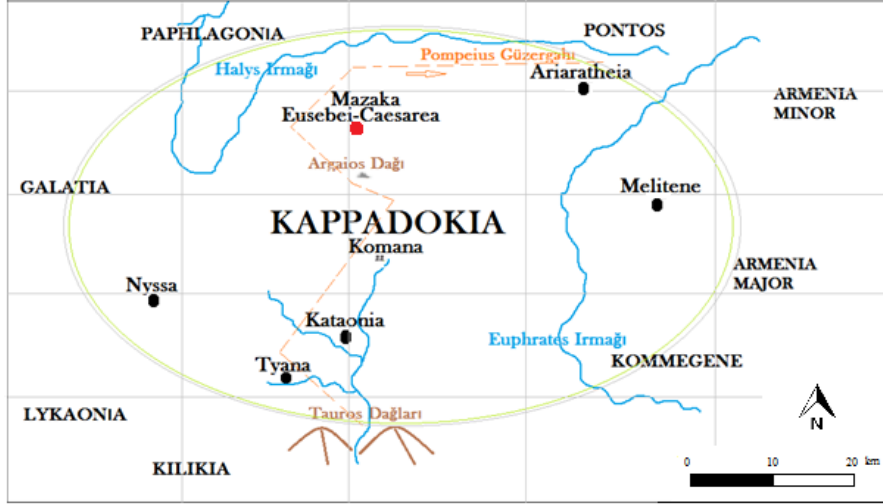 PAPHLAGONIA
PONTOS
Pompeius Güzergahı
Halys Irmağı
Ariaratheia
Mazaka
Eusebei-Caesarea
ARMENIA
MINOR
Argaios Dağı
GALATIA
Melitene
KAPPADOKIA
Komana
ARMENIA
MAJOR
Nyssa
Kataonia
Euphrates Irmağı
Tyana
KOMMEGENE
LYKAONIA
Tauros Dağları
N
KILIKIA
0 10 20 km